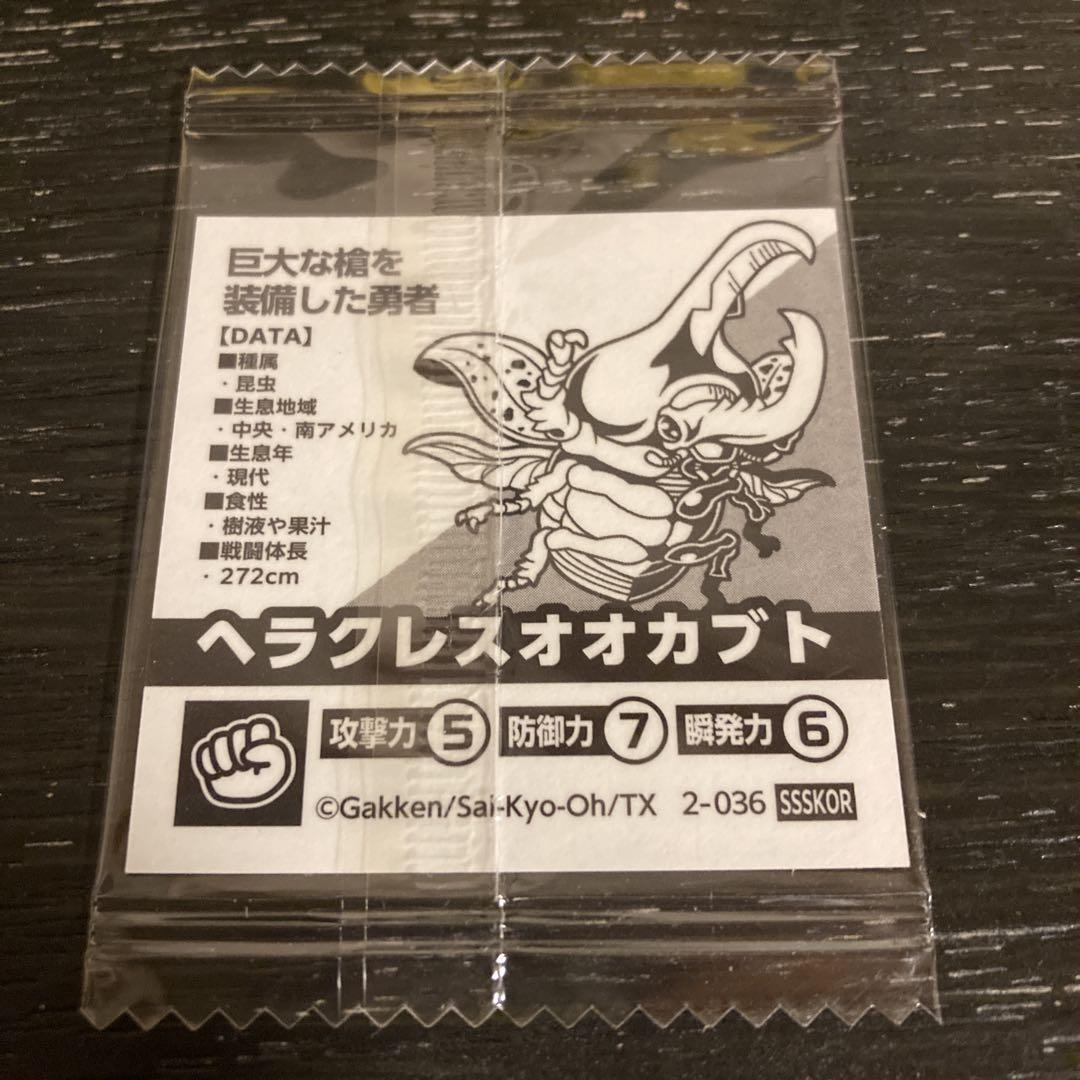 巨大な槍を
装備した勇者
【DATA】
■種属
・昆虫
■生息地域
・中央・南アメリカ
■生息年
・現代
■食性
・樹液や果汁
■戦闘体長
・272cm
ヘラクレスオオカブト
攻撃力 5 防御力 7 瞬発力 6
©Gakken/Sai-Kyo-Oh/TX 2-036 SSSKOR